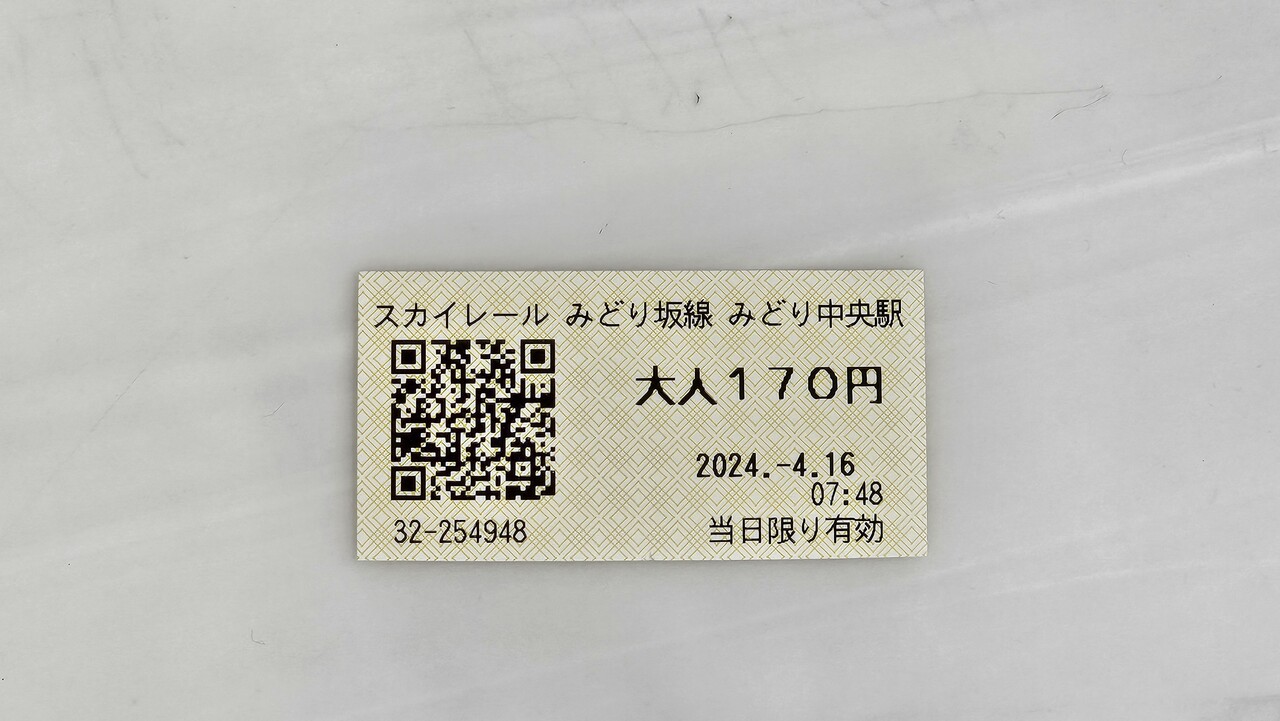 スカイレール みどり坂線 みどり中央駅
大人１７０円
2024.-4.16
07:48
32-254948
当日限り有効